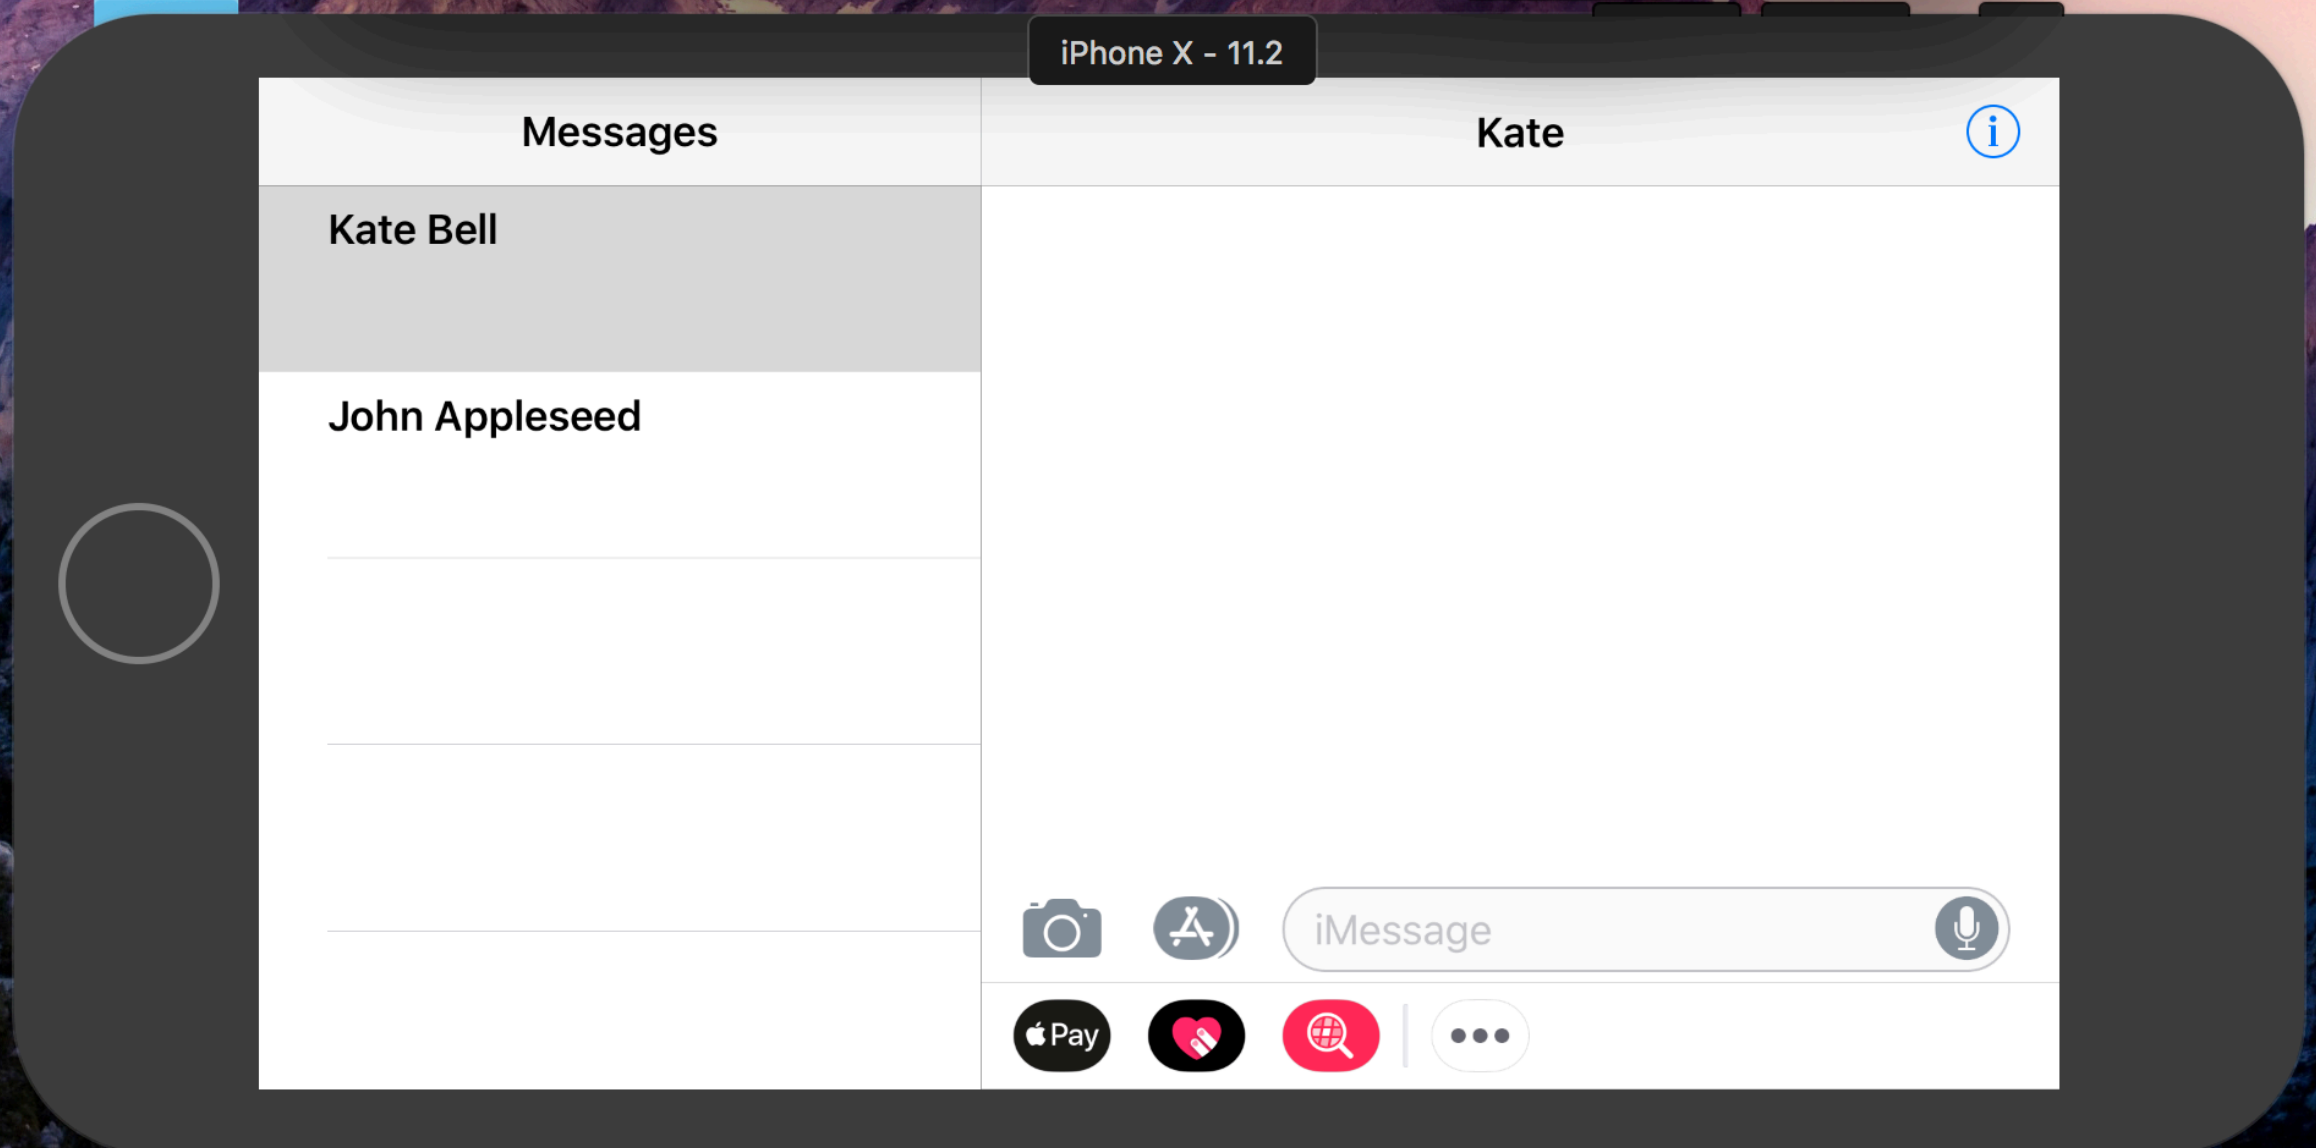 iPhone X - 11.2
Messages
Kate
Kate Bell
John Appleseed
iMessage
Pay